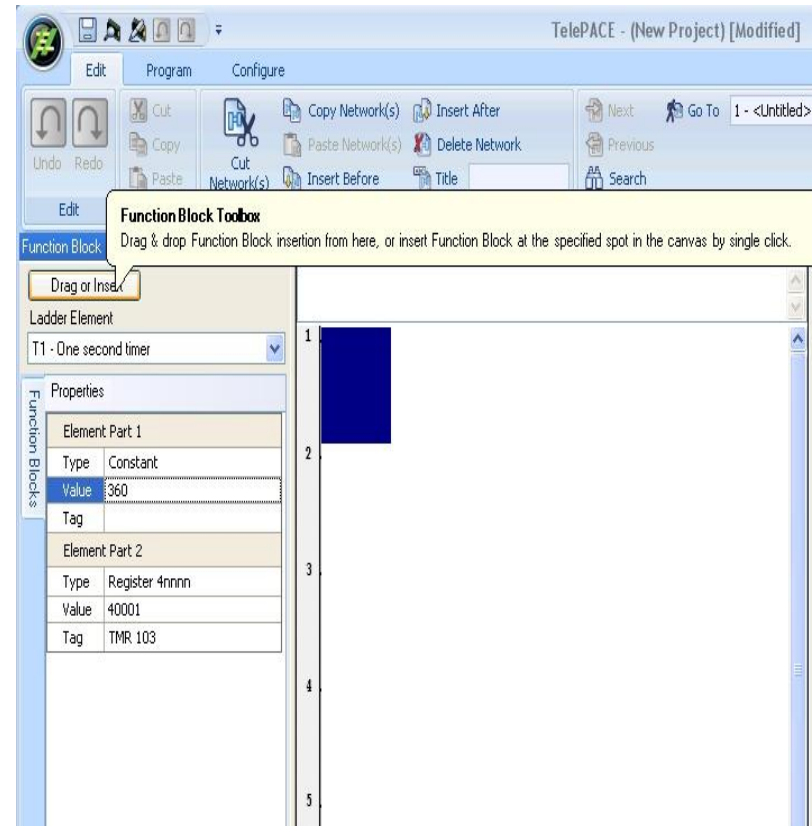 TelePACE - (New Project) [Modified]
Edit Program Configure
Undo Redo
Edit
Cut
Copy
Paste
Cut
Network(s)
Copy Network(s)
Paste Network(s)
Insert Before
Insert After
Delete Network
Title
Next
Previous
Search
Go To 1 - <Untitled>
Function Block Toolbox
Drag & drop Function Block insertion from here, or insert Function Block at the specified spot in the canvas by single click.
Function Block
Drag or Insert
Ladder Element
T1 - One second timer
Function Blocks
Properties
Element Part 1
Type Constant
Value 360
Tag
Element Part 2
Type Register 4nnnn
Value 40001
Tag TMR 103
1
2
3
4
5